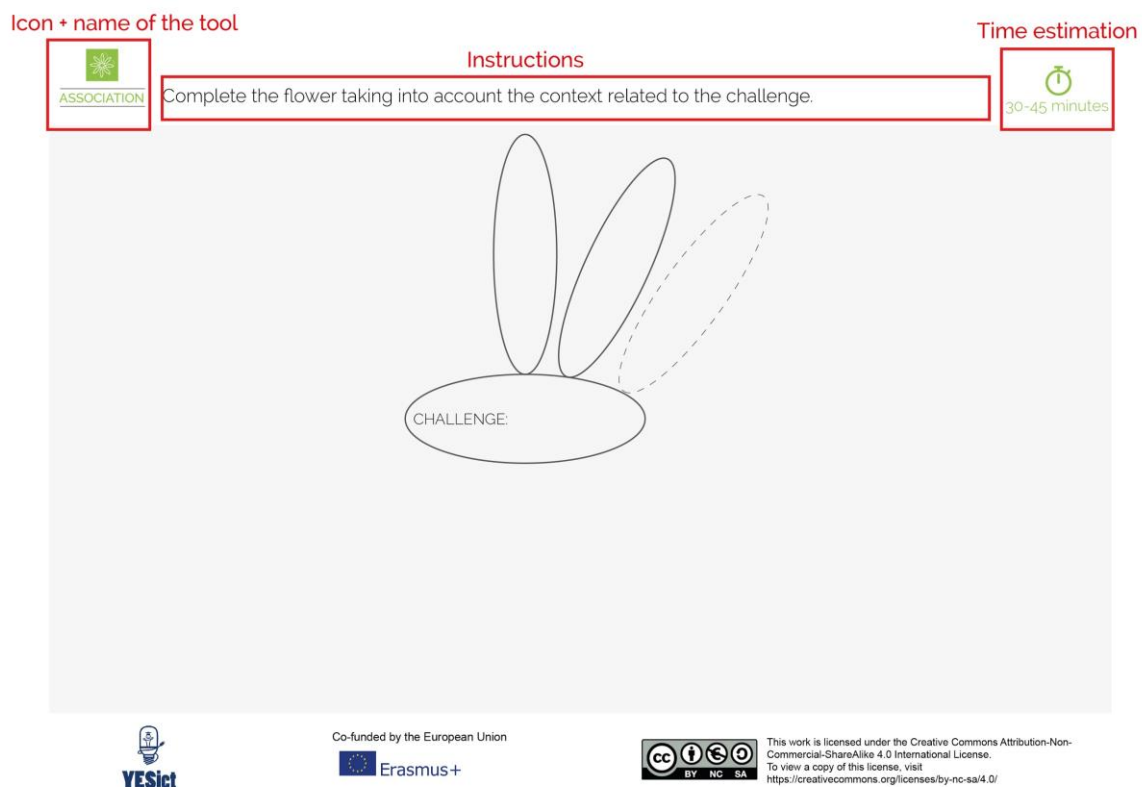 Icon + name of the tool
Time estimation
Instructions
ASSOCIATION
Complete the flower taking into account the context related to the challenge.
30-45 minutes
CHALLENGE:
YESict
Co-funded by the European Union
Erasmus+
cc
BY NC SA
This work is licensed under the Creative Commons Attribution-Non-
Commercial-ShareAlike 4.0 International License.
To view a copy of this license, visit
https://creativecommons.org/licenses/by-nc-sa/4.0/